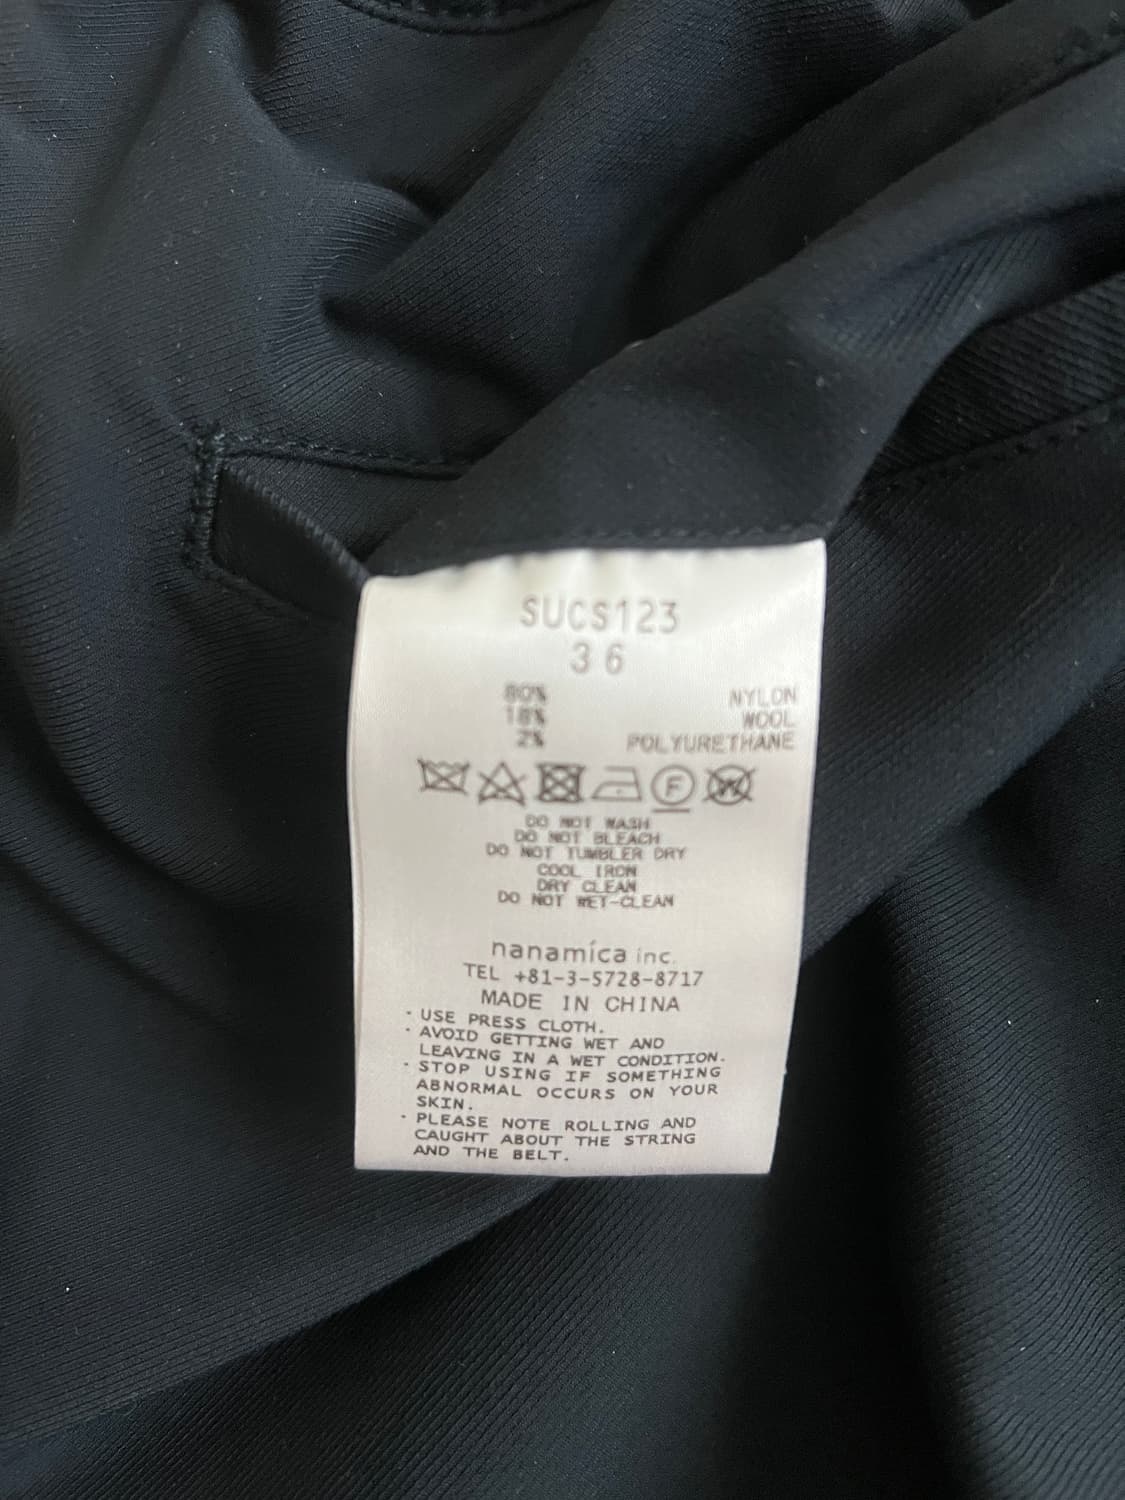 SUCS123
36
80% NYLON
18% WOOL
2% POLYURETHANE
F W
DO NOT WASH
DO NOT BLEACH
DO NOT TUMBLER DRY
COOL IRON
DRY CLEAN
DO NOT WET-CLEAN
nanamíca inc.
TEL +81-3-5728-8717
MADE IN CHINA
・USE PRESS CLOTH.
・AVOID GETTING WET AND
LEAVING IN A WET CONDITION.
・STOP USING IF SOMETHING
ABNORMAL OCCURS ON YOUR
SKIN.
・PLEASE NOTE ROLLING AND
CAUGHT ABOUT THE STRING
AND THE BELT.